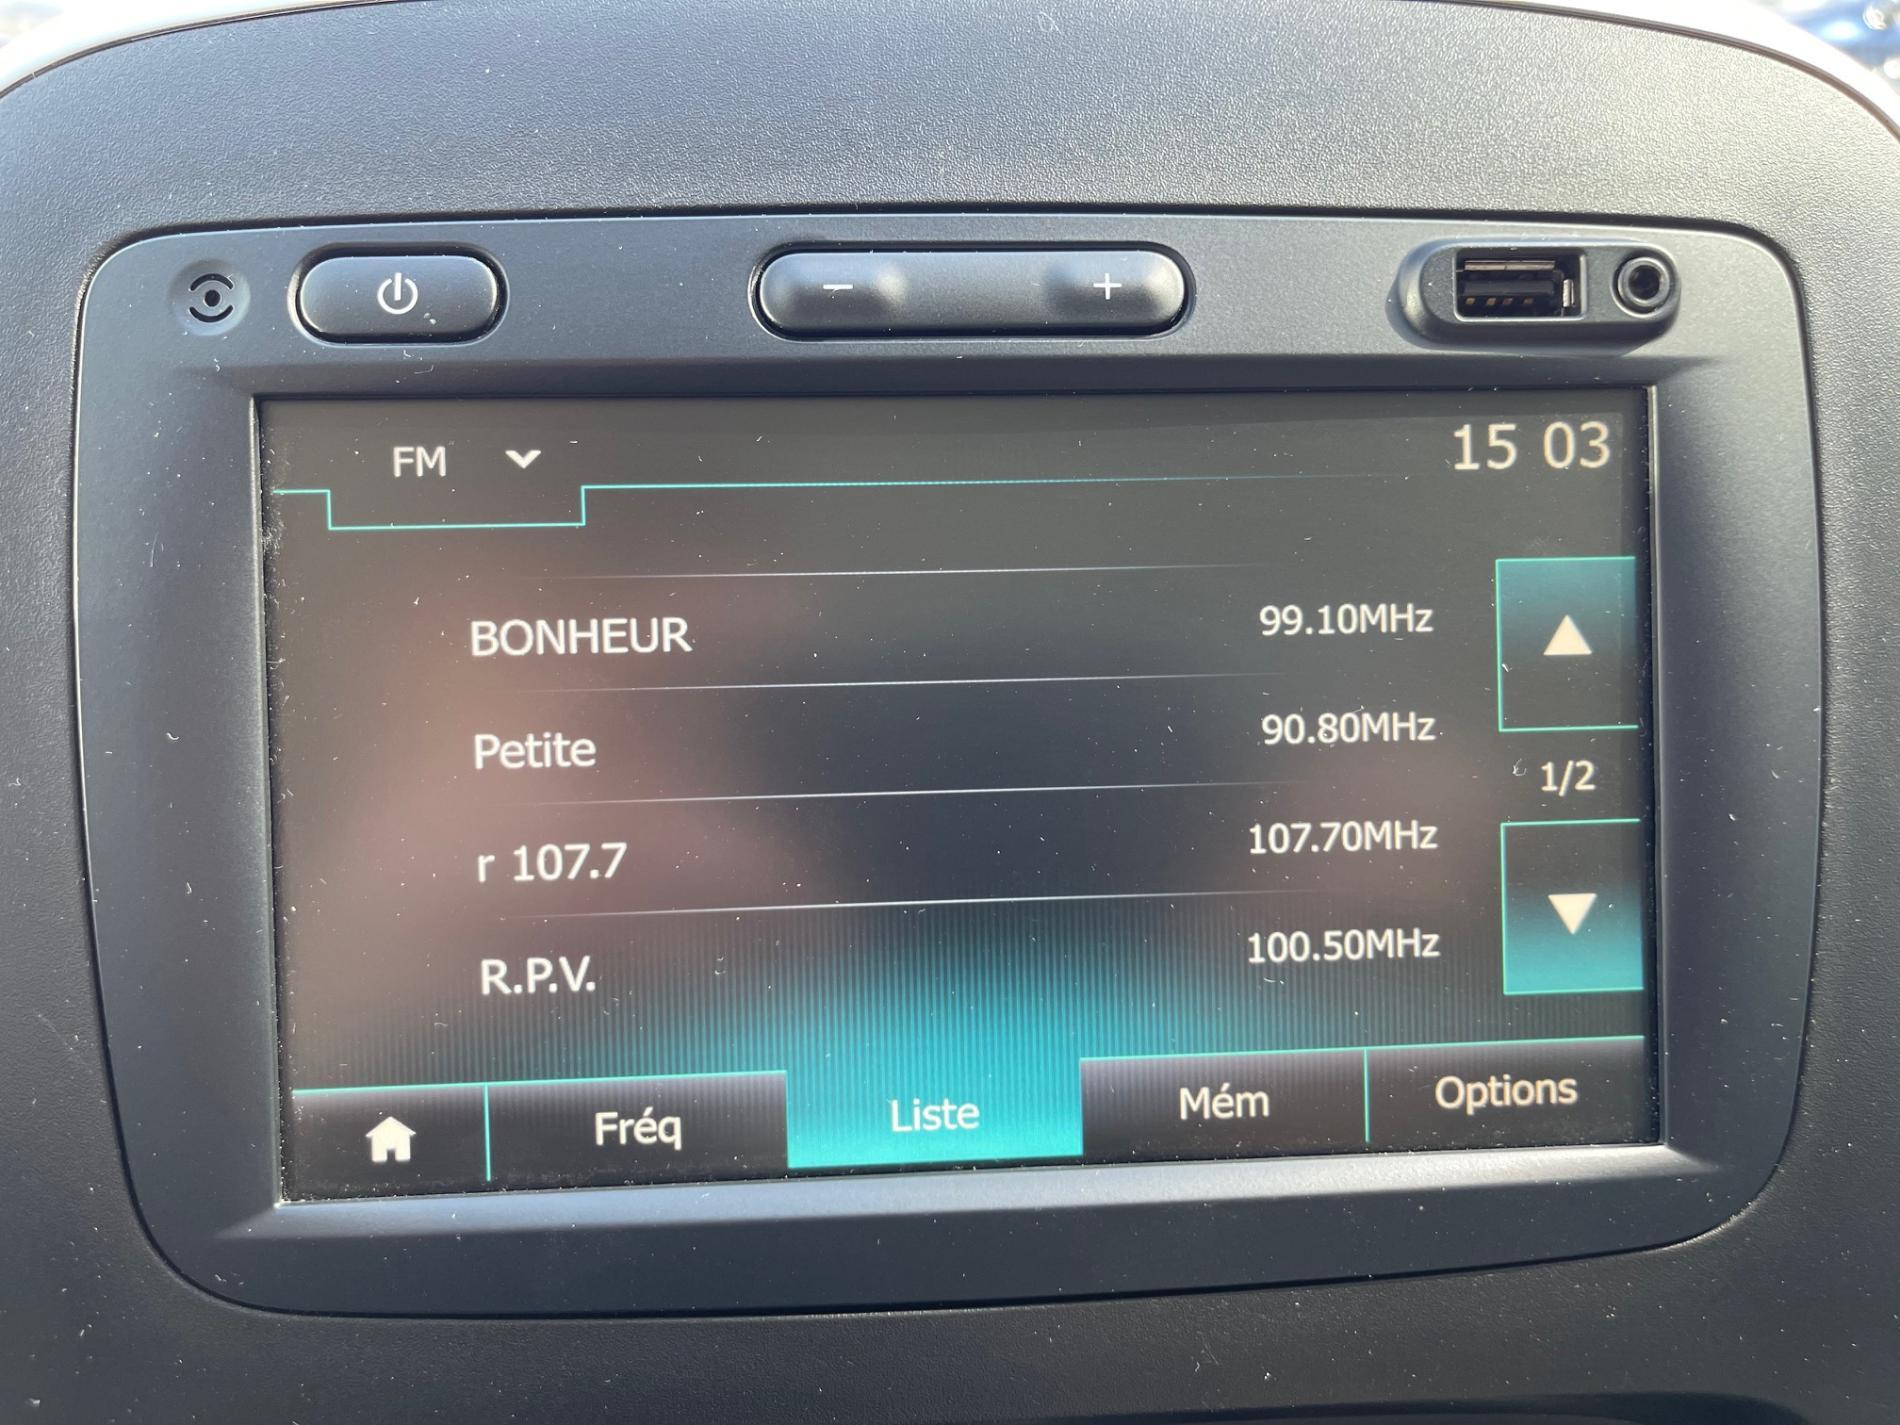 − +
FM 15 03
BONHEUR 99.10MHz
Petite 90.80MHz
1/2
r 107.7 107.70MHz
R.P.V. 100.50MHz
Fréq Liste Mém Options